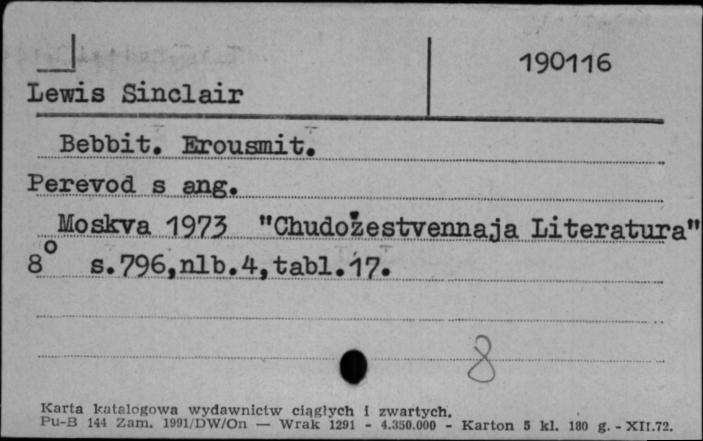 190116
Lewis Sinclair
Bebbit. Erousmit.
Perevod s ang.
Moskva 1973 "Chudožestvennaja Literatura"
8° s.796,nlb.4,tabl.17.
8
Karta katalogowa wydawnictw ciągłych i zwartych.
Pu-B 144 Zam. 1991/DW/On — Wrak 1291 - 4.350.000 - Karton 5 kl. 180 g. - XII.72.